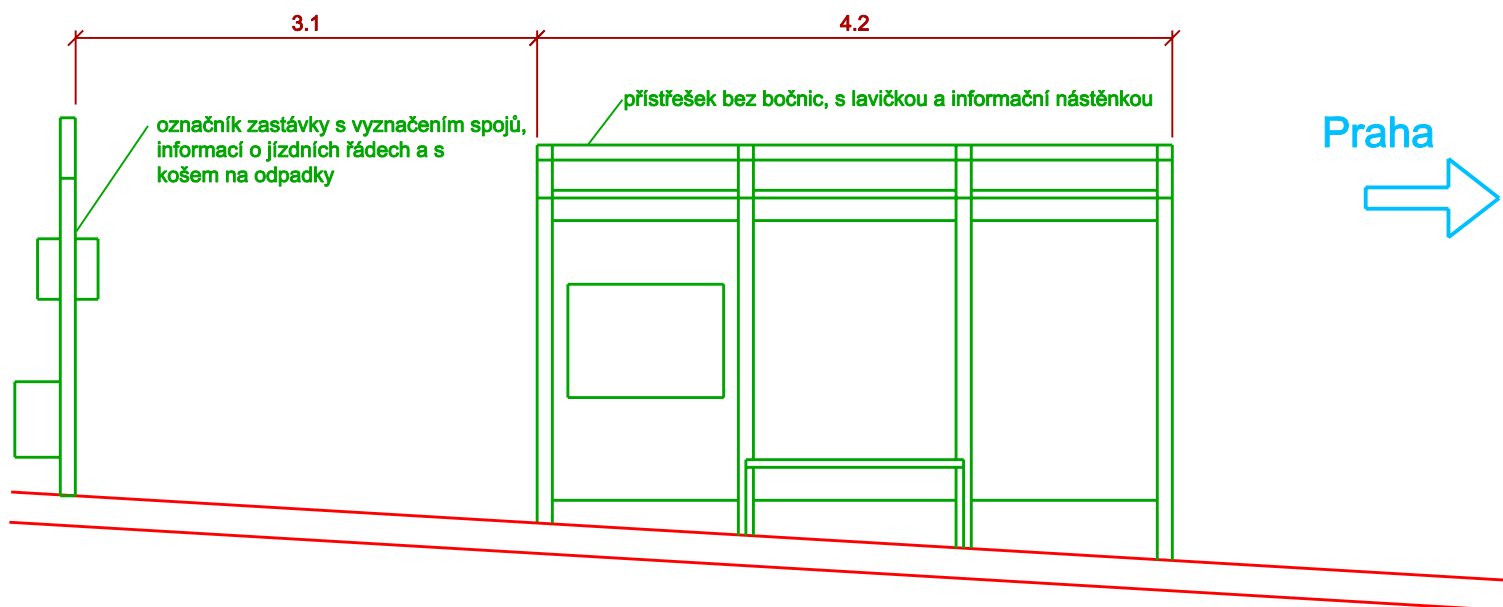 3.1
4.2
přístřešek bez bočnic, s lavičkou a informační nástěnkou
označník zastávky s vyznačením spojů,
informací o jízdních řádech a s
košem na odpadky
Praha